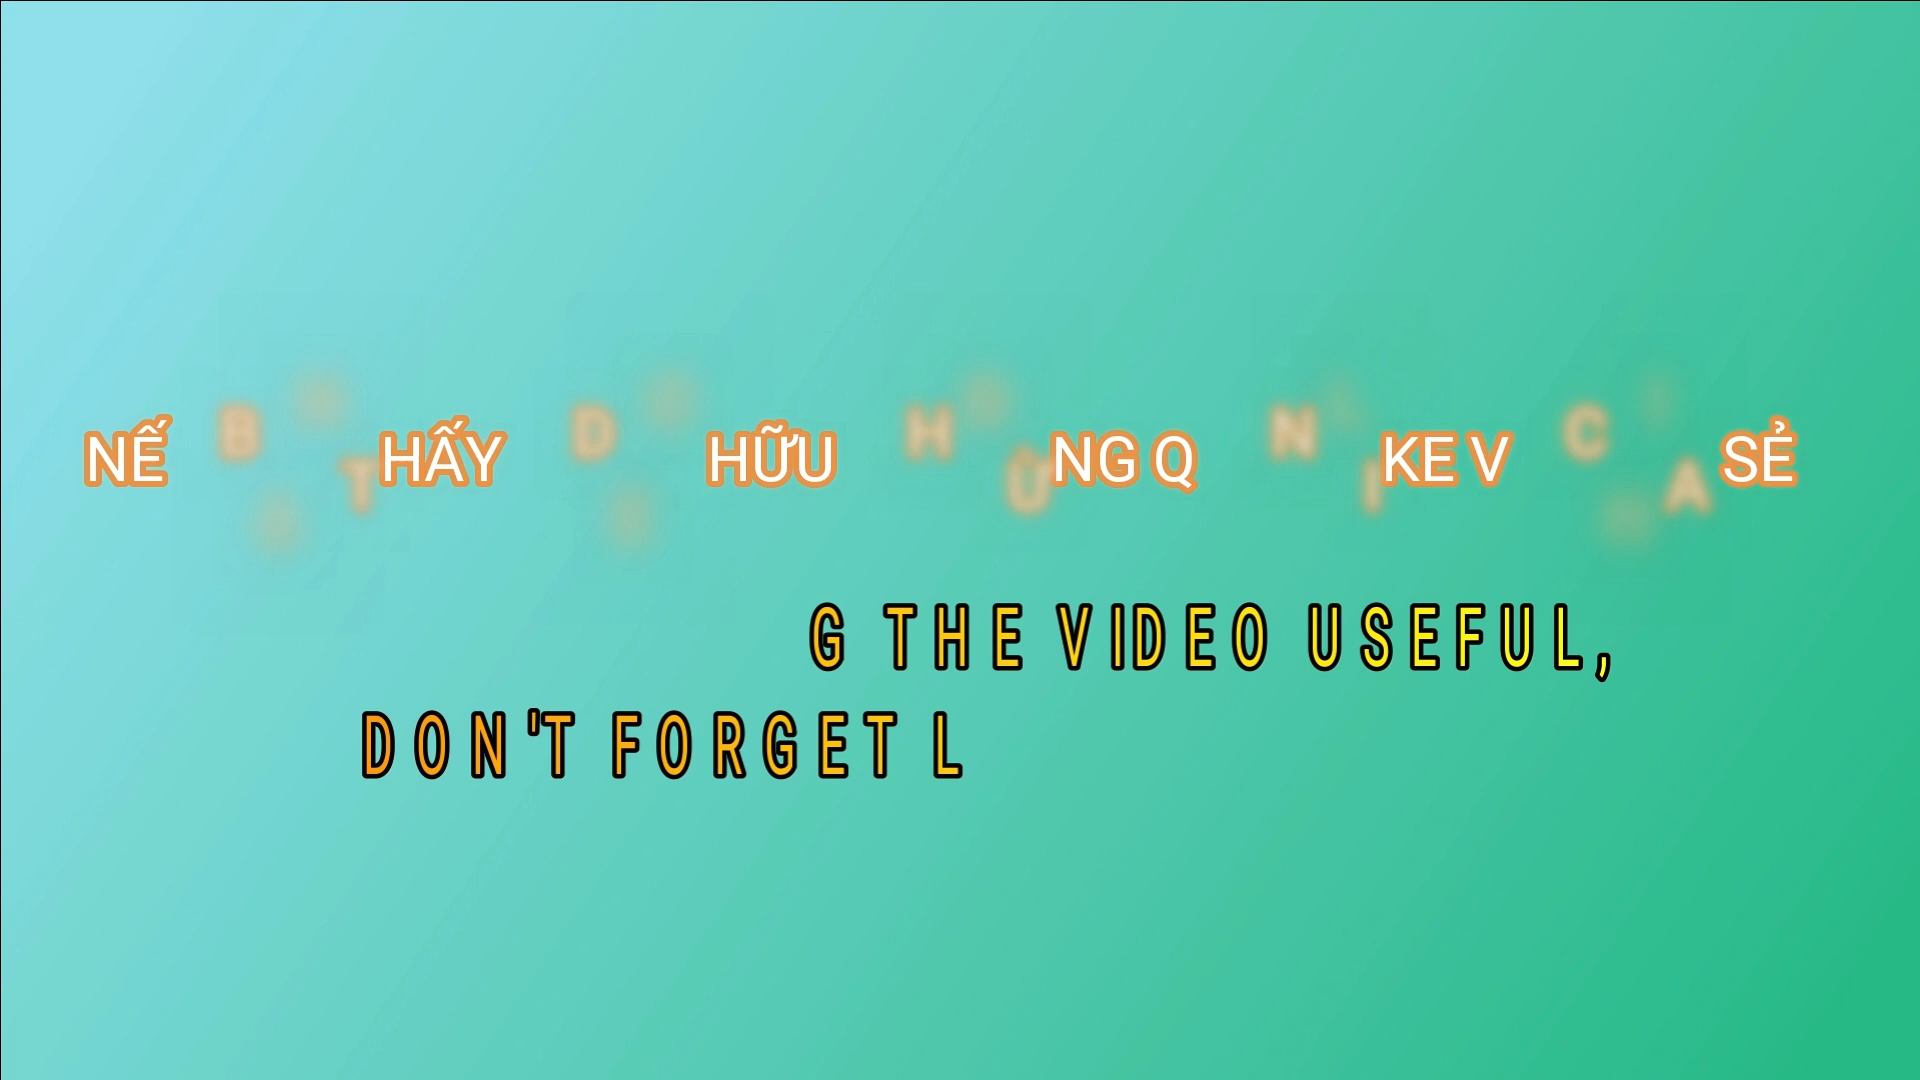 NẾ B T HẤY D HỮU H Ừ NG Q N I KE V C A SẺ
G THE VIDEO USEFUL,
DON'T FORGET L